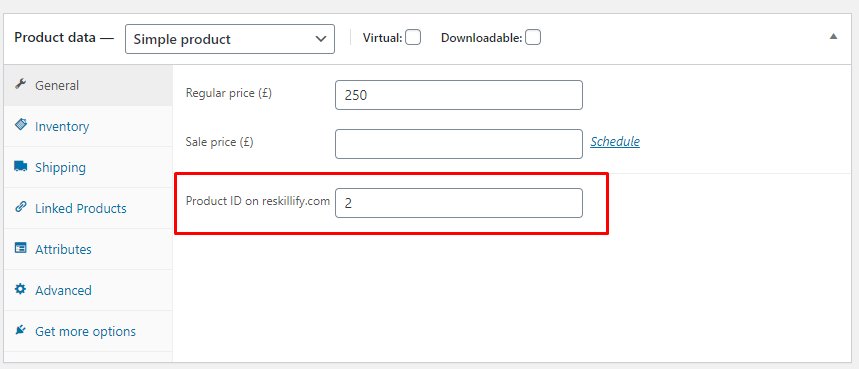 Product data — Simple product Virtual: Downloadable:
General
Inventory
Shipping
Linked Products
Attributes
Advanced
Get more options
Regular price (£) 250
Sale price (£) Schedule
Product ID on reskillify.com 2